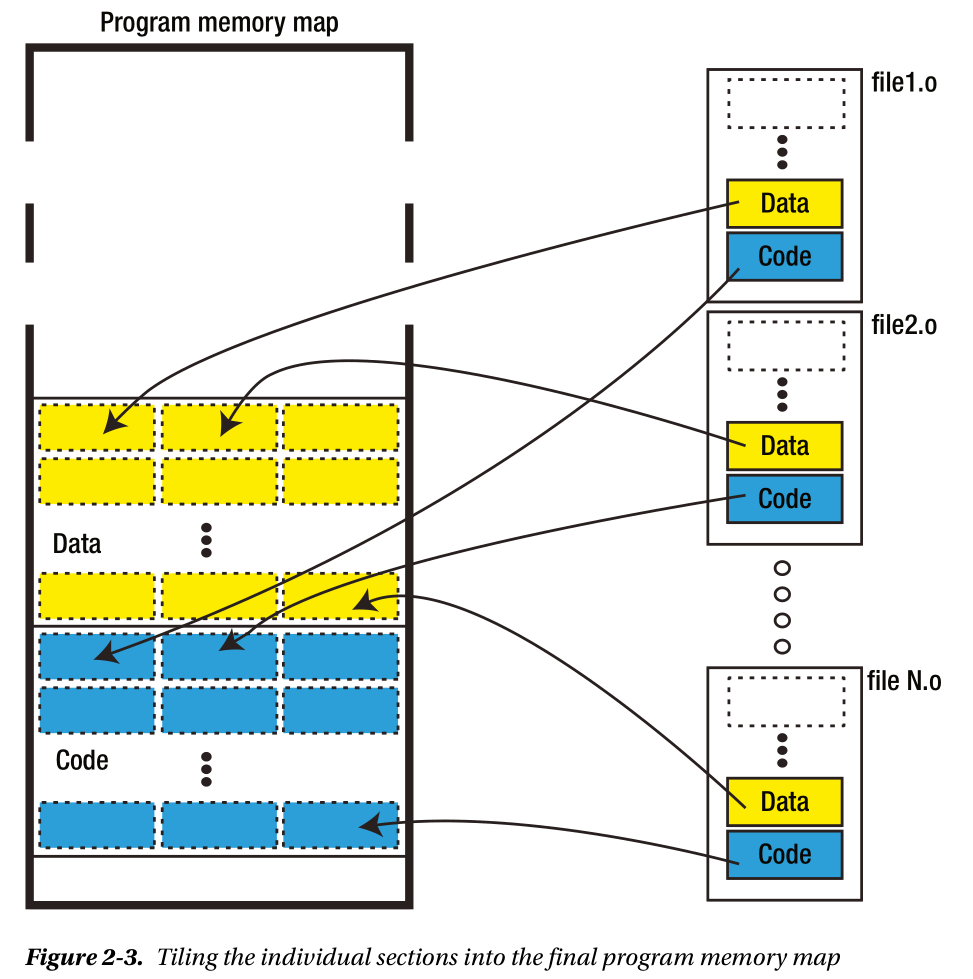 Program memory map
file1.o
Data
Code
file2.o
Data
Code
Data
Code
file N.o
Data
Code
Figure 2-3. Tiling the individual sections into the final program memory map